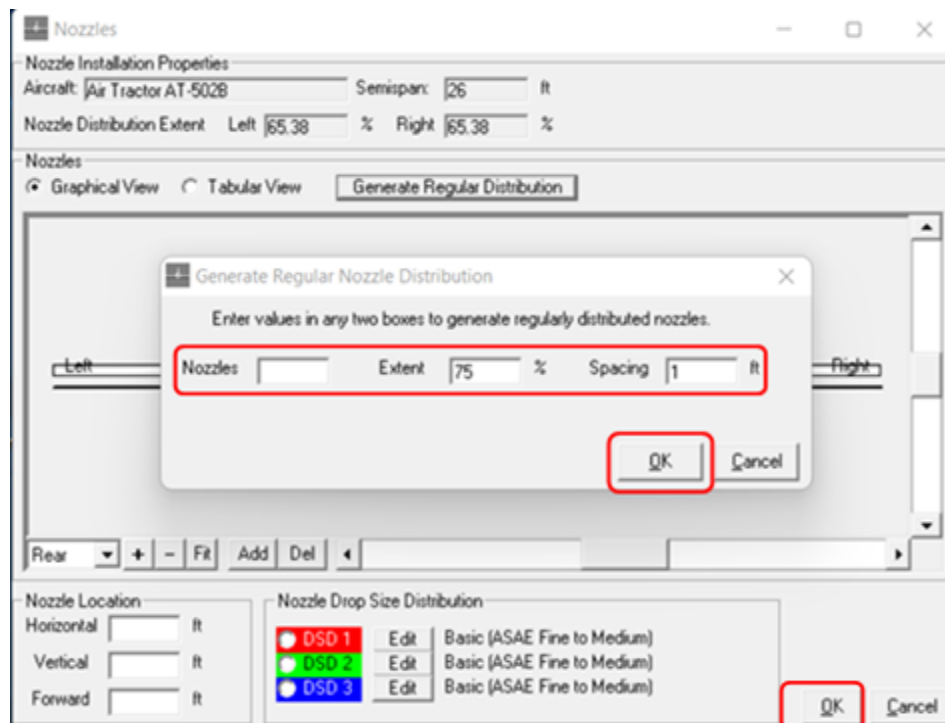 Nozzles
Nozzle Installation Properties
Aircraft: Air Tractor AT-502B Semispan: 26 ft
Nozzle Distribution Extent Left 65.38 % Right 65.38 %
Nozzles
Graphical View Tabular View Generate Regular Distribution
Generate Regular Nozzle Distribution
Enter values in any two boxes to generate regularly distributed nozzles.
Left Nozzles Extent 75 % Spacing 1 ft Right
OK Cancel
Rear + - Fit Add Del
Nozzle Location Nozzle Drop Size Distribution
Horizontal ft DSD 1 Edit Basic (ASAE Fine to Medium)
Vertical ft DSD 2 Edit Basic (ASAE Fine to Medium)
Forward ft DSD 3 Edit Basic (ASAE Fine to Medium)
OK Cancel